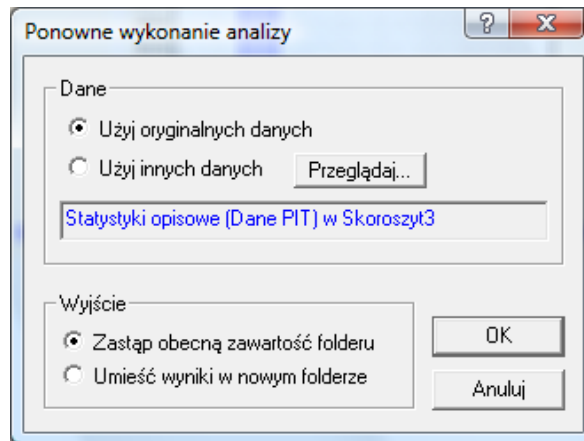 Ponowne wykonanie analizy
Dane
Użyj oryginalnych danych
Użyj innych danych
Przeglądaj...
Statystyki opisowe (Dane PIT) w Skoroszyt3
Wyjście
Zastąp obecną zawartość folderu
Umieść wyniki w nowym folderze
OK
Anuluj